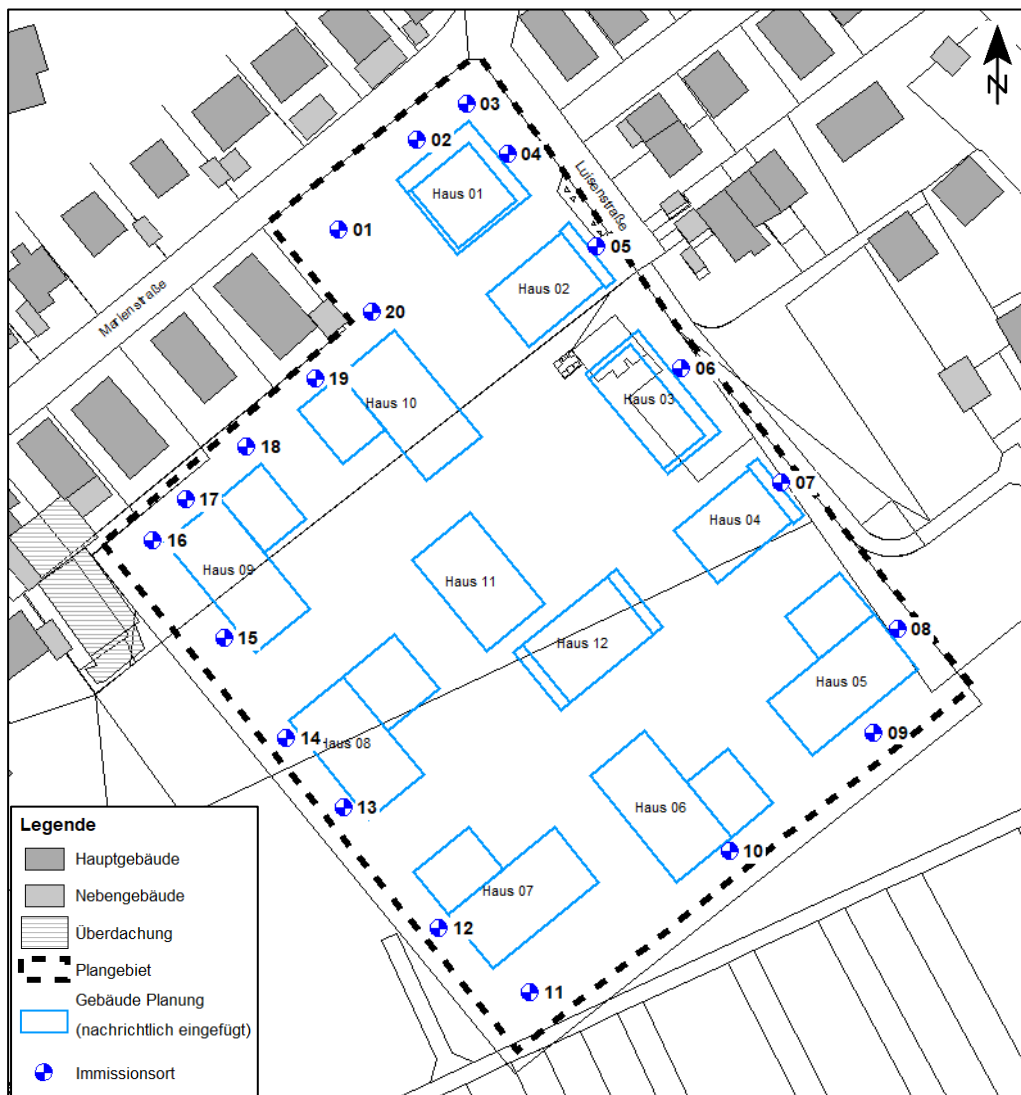 N
03
02
04
Luisenstraße
Haus 01
01
05
Haus 02
Marienstraße
20
06
19
Haus 10
Haus 03
18
07
17
Haus 04
16
Haus 09
Haus 11
08
15
Haus 12
Haus 05
14
Haus 08
09
13
Haus 06
10
Haus 07
12
11
Legende
Hauptgebäude
Nebengebäude
Überdachung
Plangebiet
Gebäude Planung
(nachrichtlich eingefügt)
Immissionsort